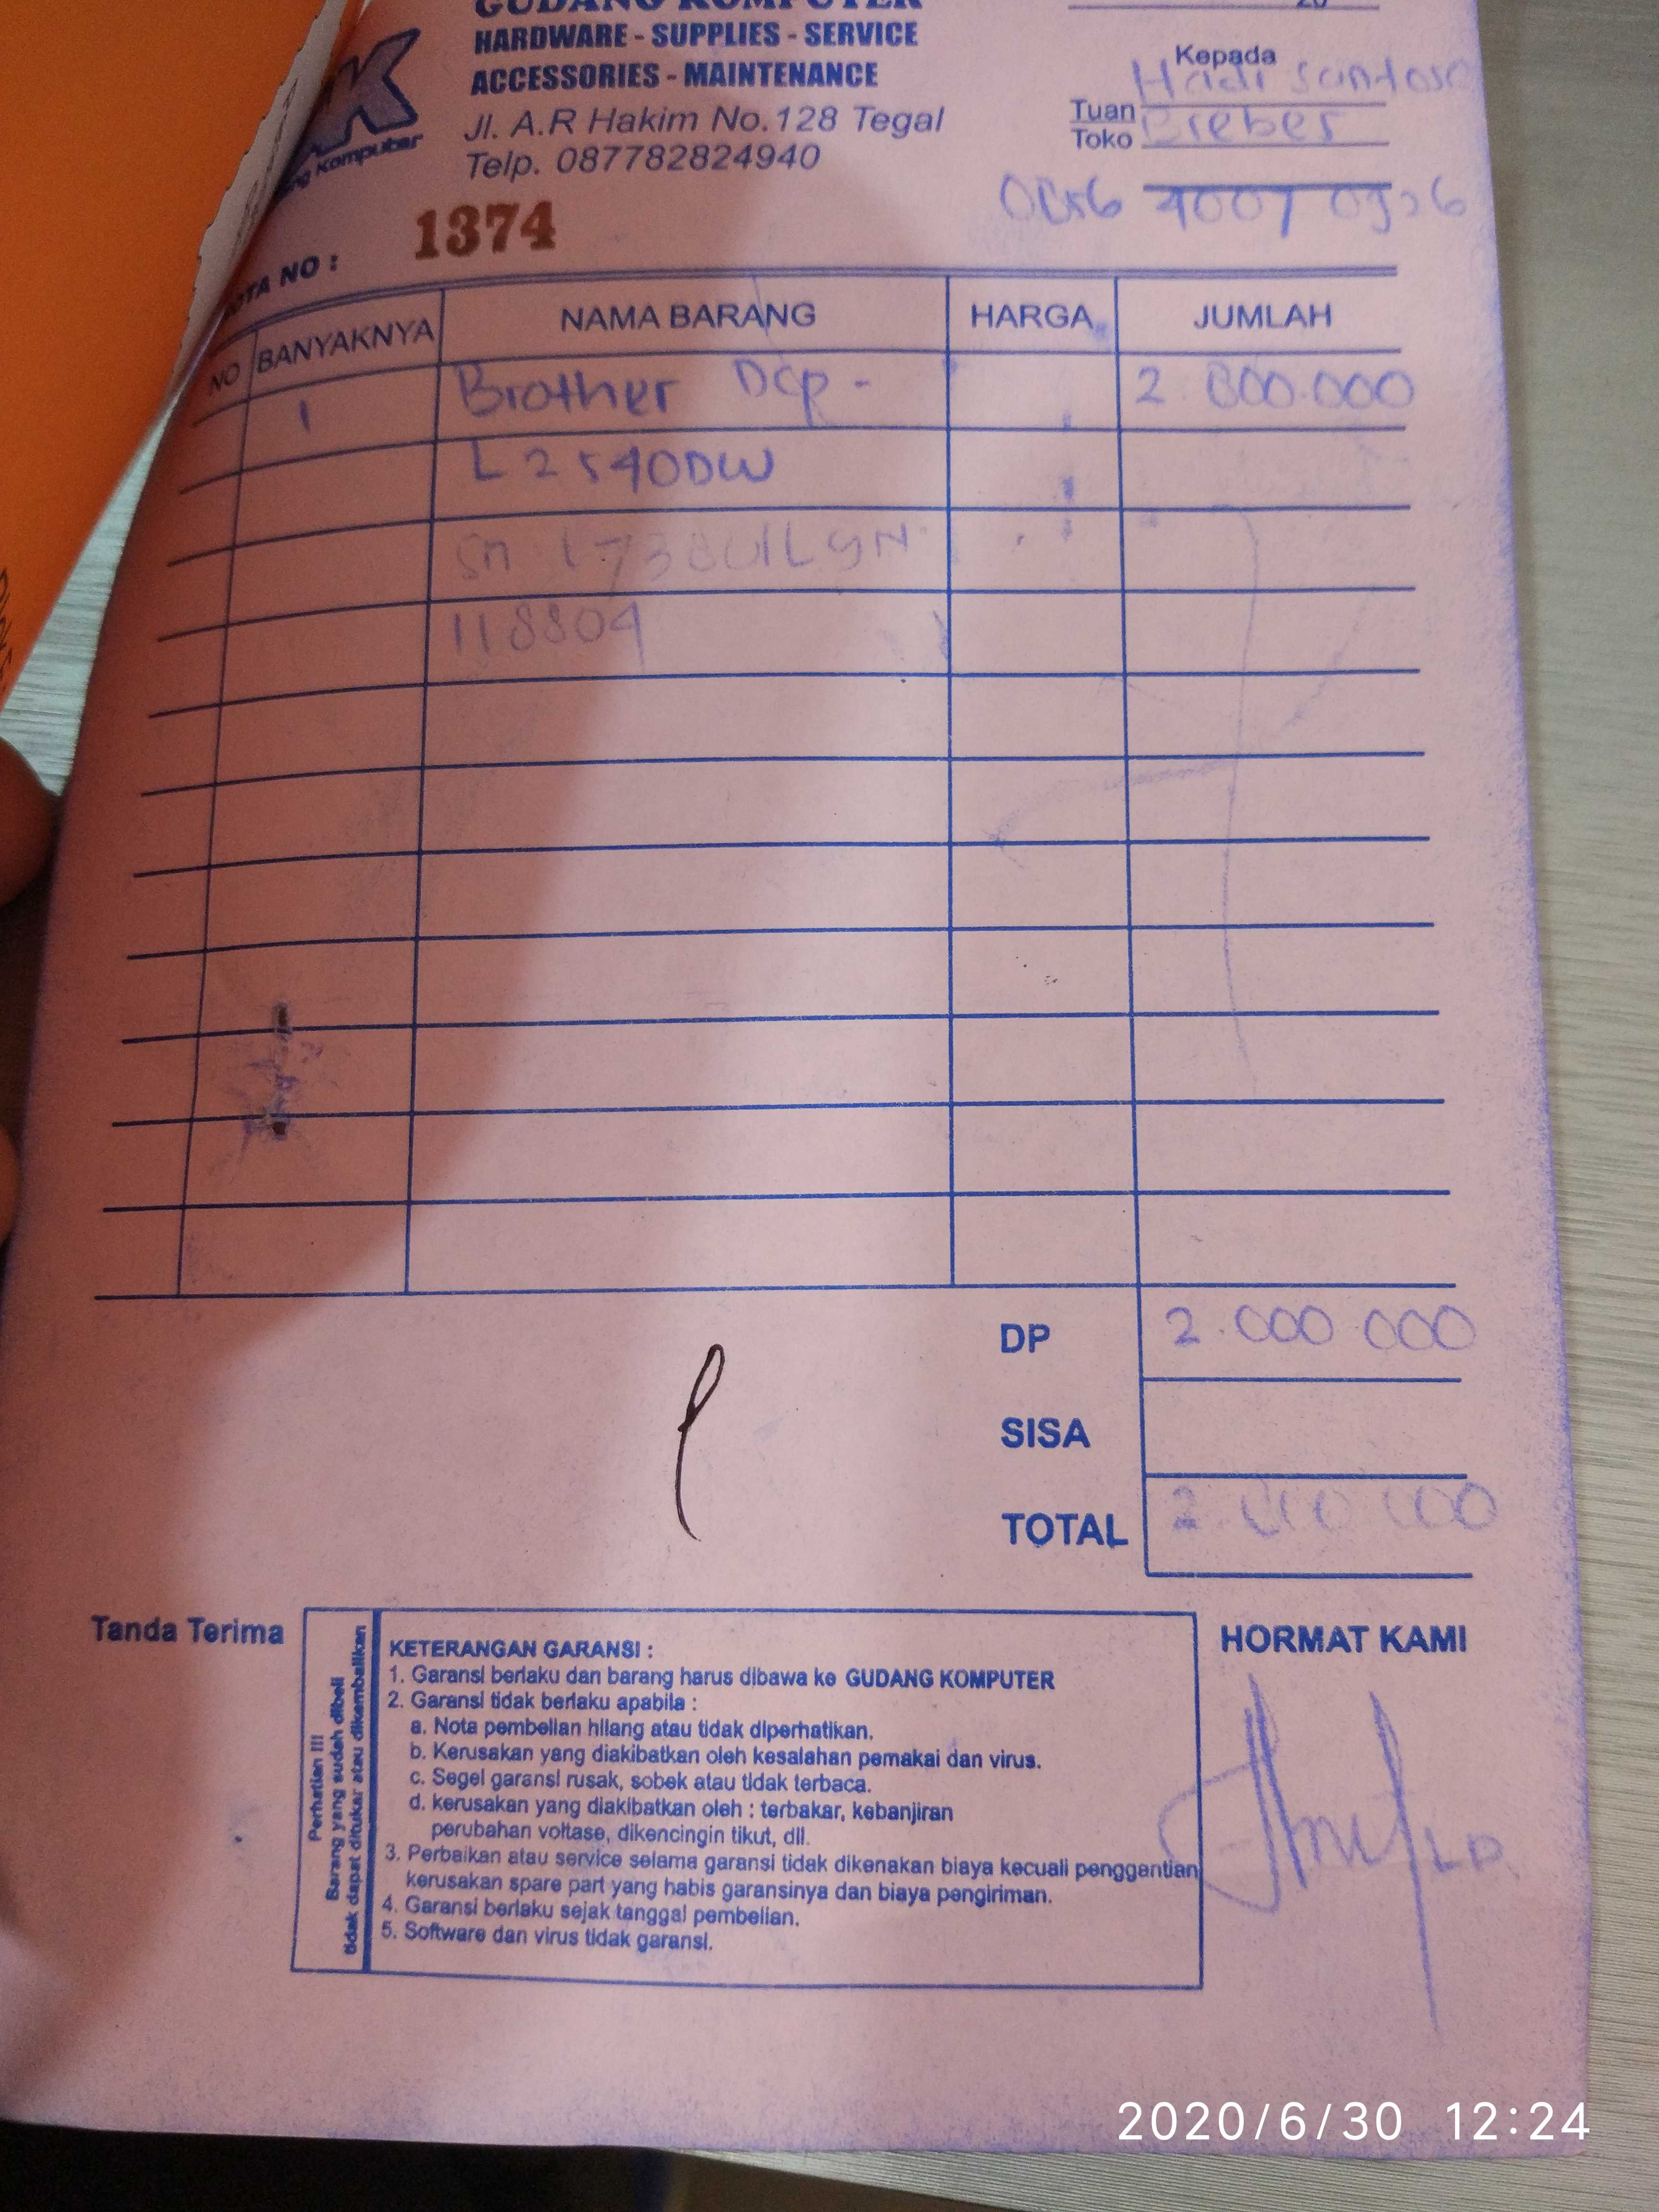 GUDANG KOMPUTER
HARDWARE - SUPPLIES - SERVICE
ACCESSORIES - MAINTENANCE
Jl. A.R Hakim No.128 Tegal
Telp. 087782824940
20
Kepada
Hadi Santoso
Tuan
Toko
Brebes
Komputer
NOTA NO :
1374
NO BANYAKNYA NAMA BARANG HARGA JUMLAH
1 Brother Dcp - 2.800.000
L2540DW
SN
118804
DP 2.000.000
SISA
TOTAL
Tanda Terima
HORMAT KAMI
Perhatian !!!
Barang yang sudah dibeli
tidak dapat ditukar atau dikembalikan
KETERANGAN GARANSI :
1. Garansi berlaku dan barang harus dibawa ke GUDANG KOMPUTER
2. Garansi tidak berlaku apabila :
a. Nota pembelian hilang atau tidak diperhatikan.
b. Kerusakan yang diakibatkan oleh kesalahan pemakai dan virus.
c. Segel garansi rusak, sobek atau tidak terbaca.
d. kerusakan yang diakibatkan oleh : terbakar, kebanjiran
perubahan voltase, dikencingin tikut, dll.
3. Perbaikan atau service selama garansi tidak dikenakan biaya kecuali penggantian
kerusakan spare part yang habis garansinya dan biaya pengiriman.
4. Garansi berlaku sejak tanggal pembelian.
5. Software dan virus tidak garansi.
2020/6/30 12:24